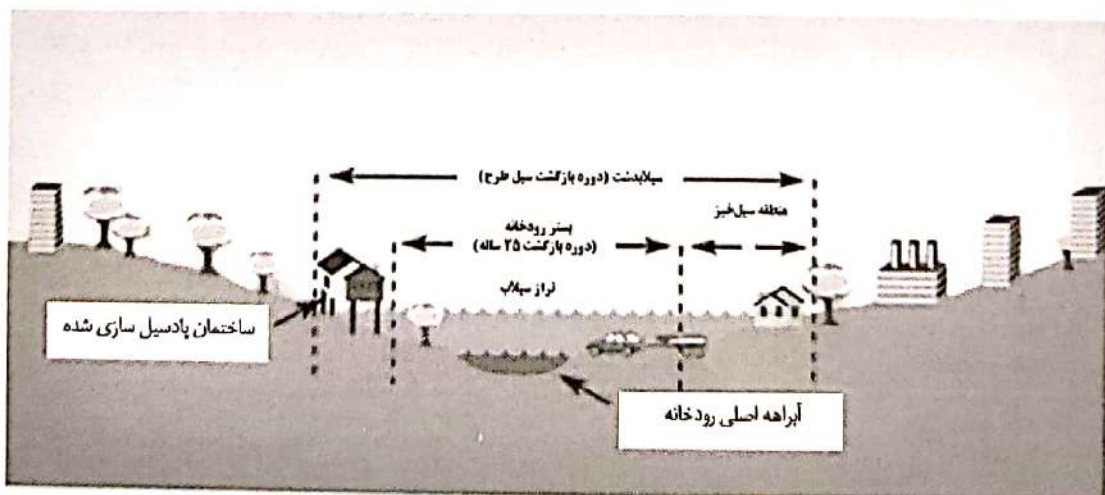 سیلابدشت (دوره بازگشت سیل طرح)
منطقه سیل‌خیز
بستر رودخانه
(دوره بازگشت ۲۵ ساله)
تراز سیلاب
ساختمان پادسیل سازی شده
آبراهه اصلی رودخانه